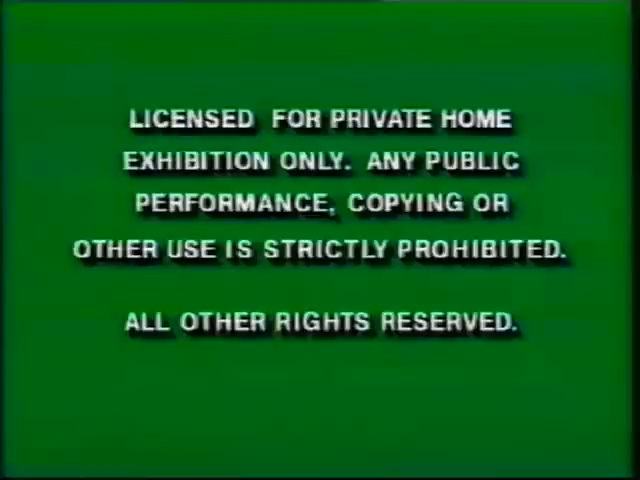 LICENSED FOR PRIVATE HOME
EXHIBITION ONLY. ANY PUBLIC
PERFORMANCE, COPYING OR
OTHER USE IS STRICTLY PROHIBITED.
ALL OTHER RIGHTS RESERVED.